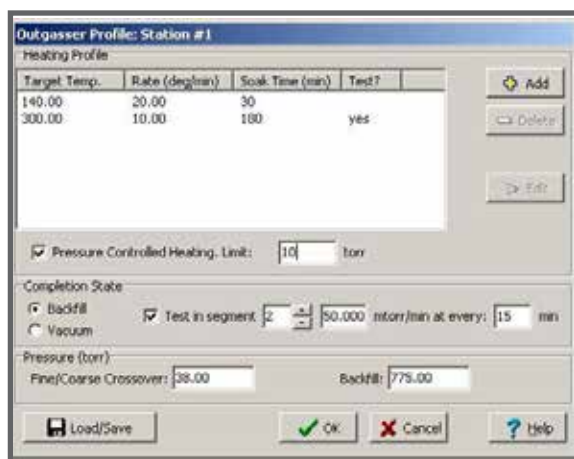 Outgasser Profile: Station #1
Heating Profile
Target Temp. Rate (deg/min) Soak Time (min) Test?
140.00 20.00 30
300.00 10.00 180 yes
Add
Delete
Edit
Pressure Controlled Heating. Limit: 10 torr
Completion State
Backfill
Vacuum
Test in segment 2 50.000 mtorr/min at every: 15 min
Pressure (torr)
Fine/Coarse Crossover: 38.00 Backfill: 775.00
Load/Save OK Cancel Help